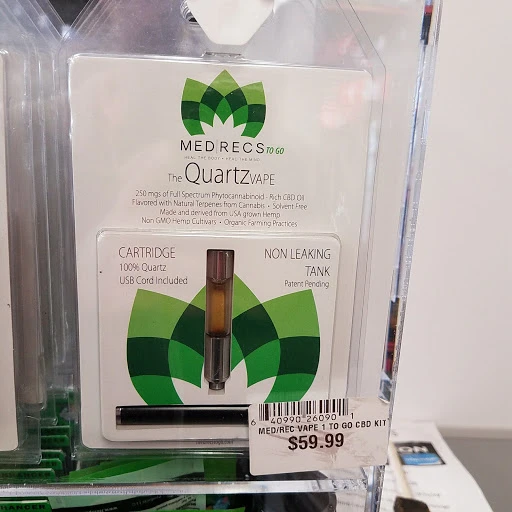 MED|RECS TO GO
HEAL THE BODY • HEAL THE MIND
The QuartzVAPE
250 mgs of Full Spectrum Phytocannabinoid - Rich CBD Oil
Flavored with Natural Terpenes from Cannabis • Solvent Free
Made and derived from USA grown Hemp
Non GMO Hemp Cultivars • Organic Farming Practices
CARTRIDGE
100% Quartz
USB Cord Included
NON LEAKING
TANK
Patent Pending
6 40990 26090 1
MED/REC VAPE 1 TO GO CBD KIT
$59.99
ON
HANCER